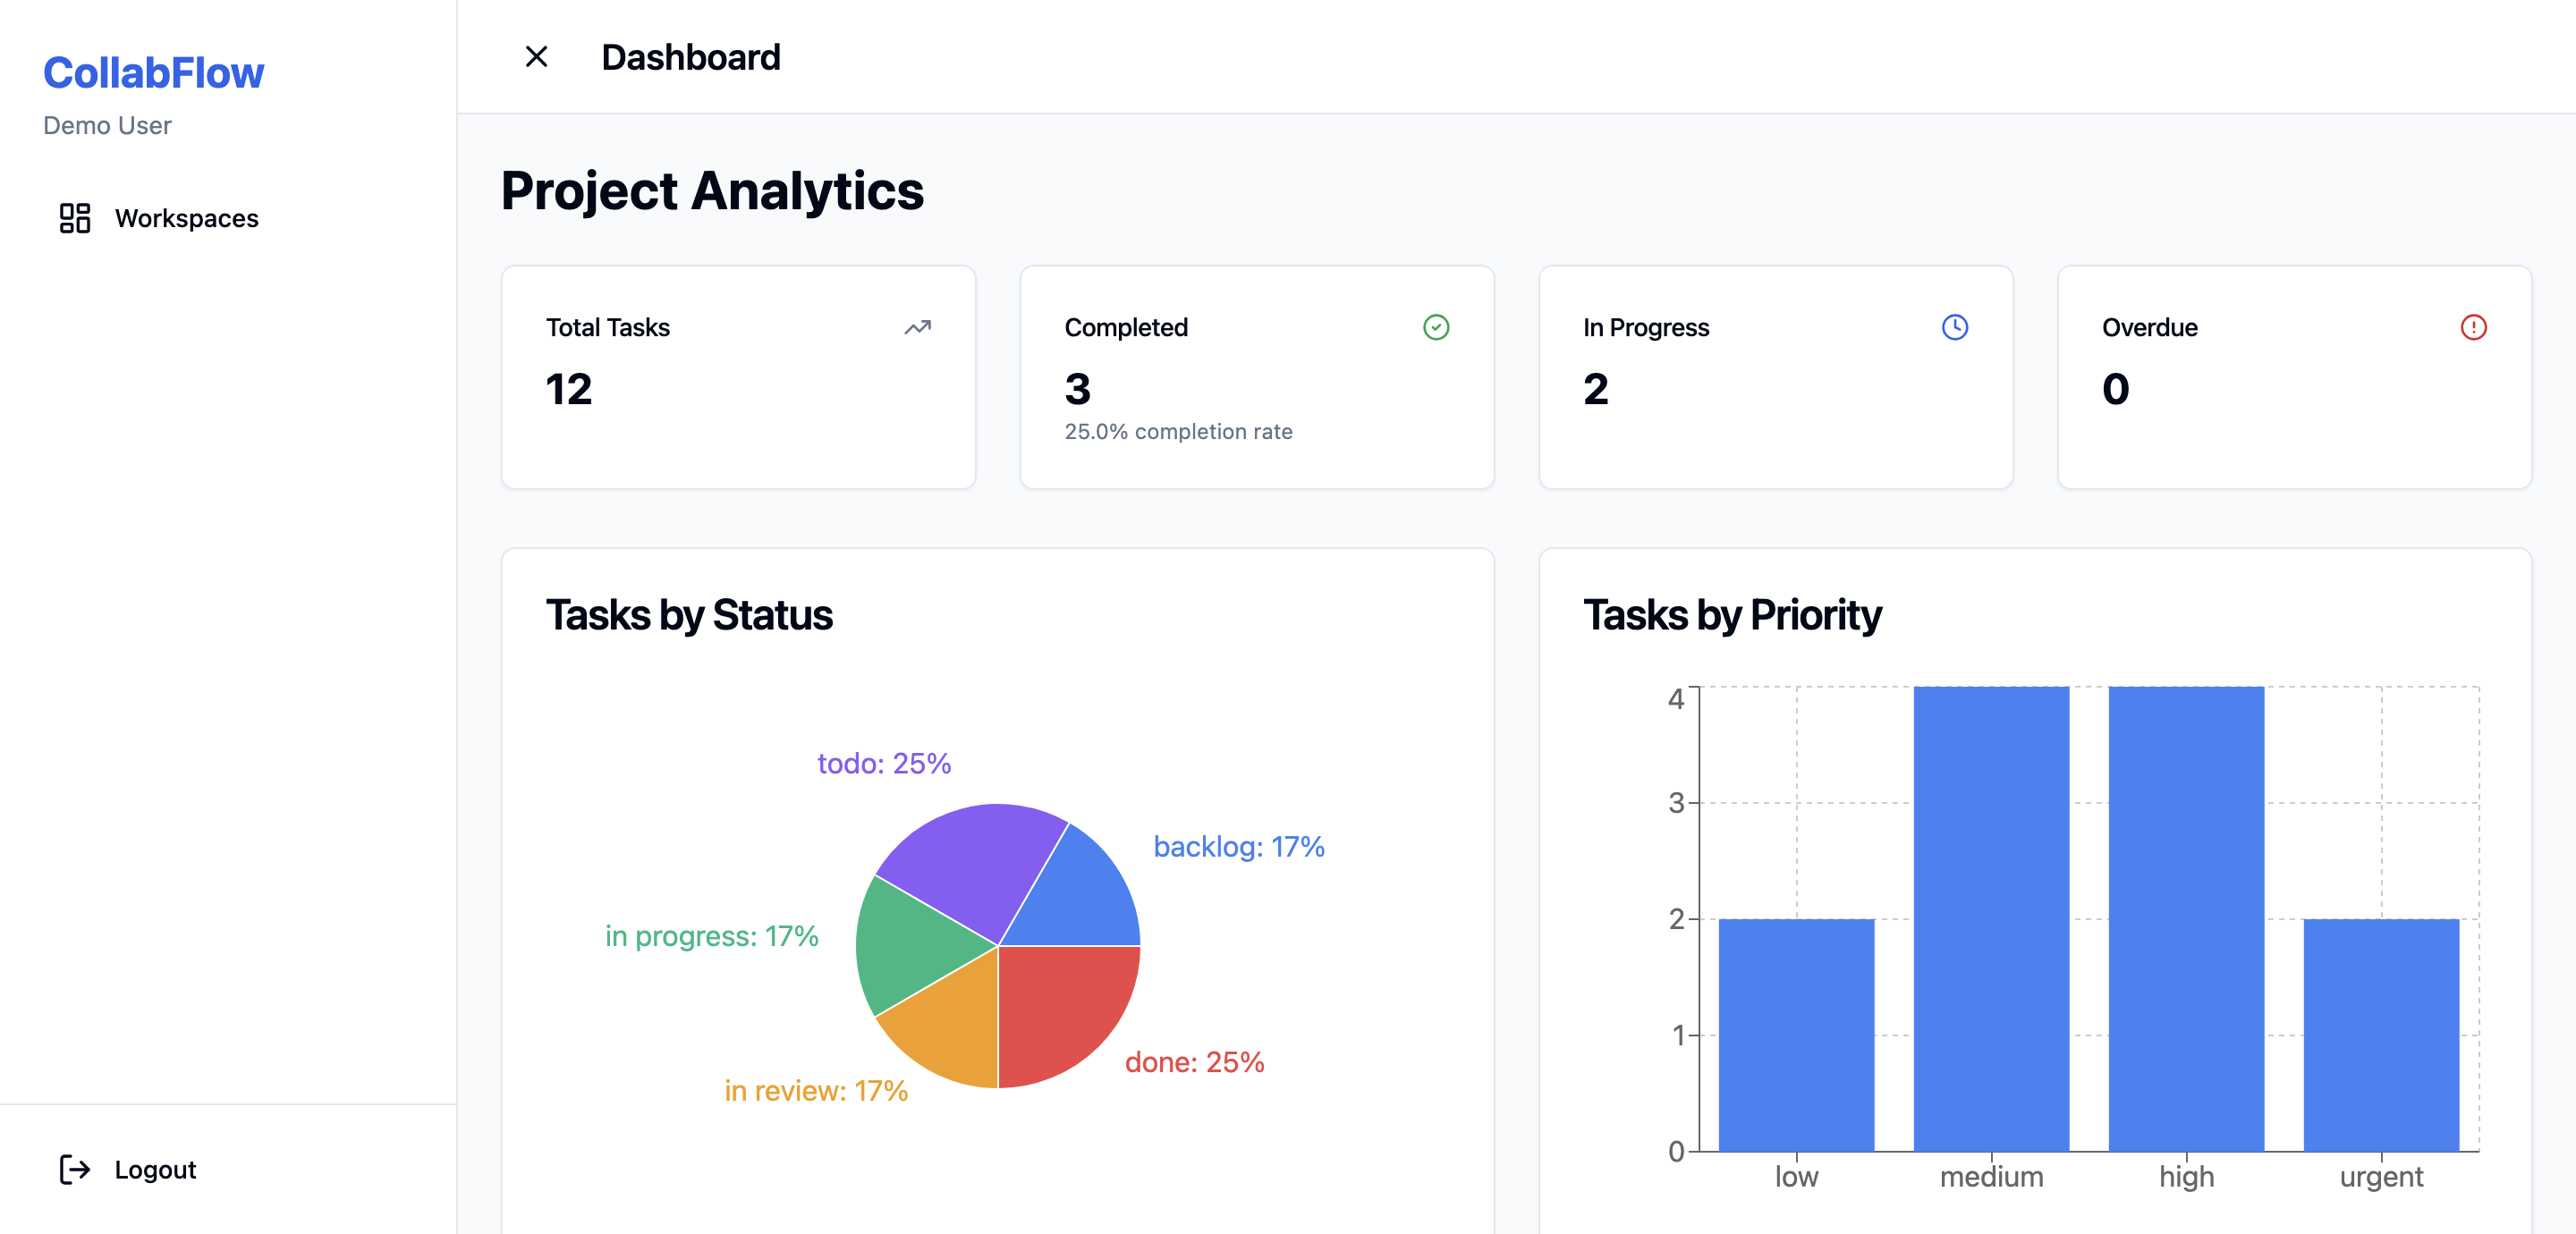 CollabFlow
Demo User
Workspaces
Logout
Dashboard
Project Analytics
Total Tasks
12
Completed
3
25.0% completion rate
In Progress
2
Overdue
0
Tasks by Status
todo: 25%
backlog: 17%
in progress: 17%
done: 25%
in review: 17%
Tasks by Priority
4
3
2
1
0
low medium high urgent